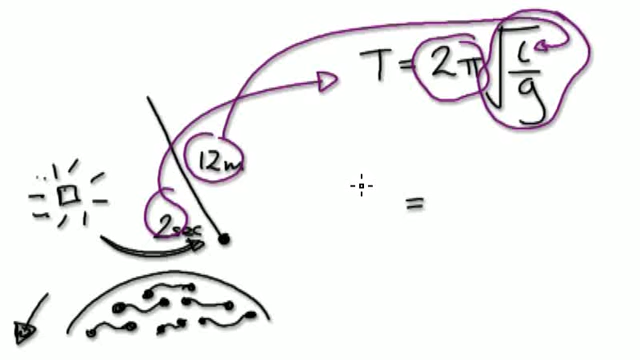 T = 2π√(L/g)
12m
2sec
=